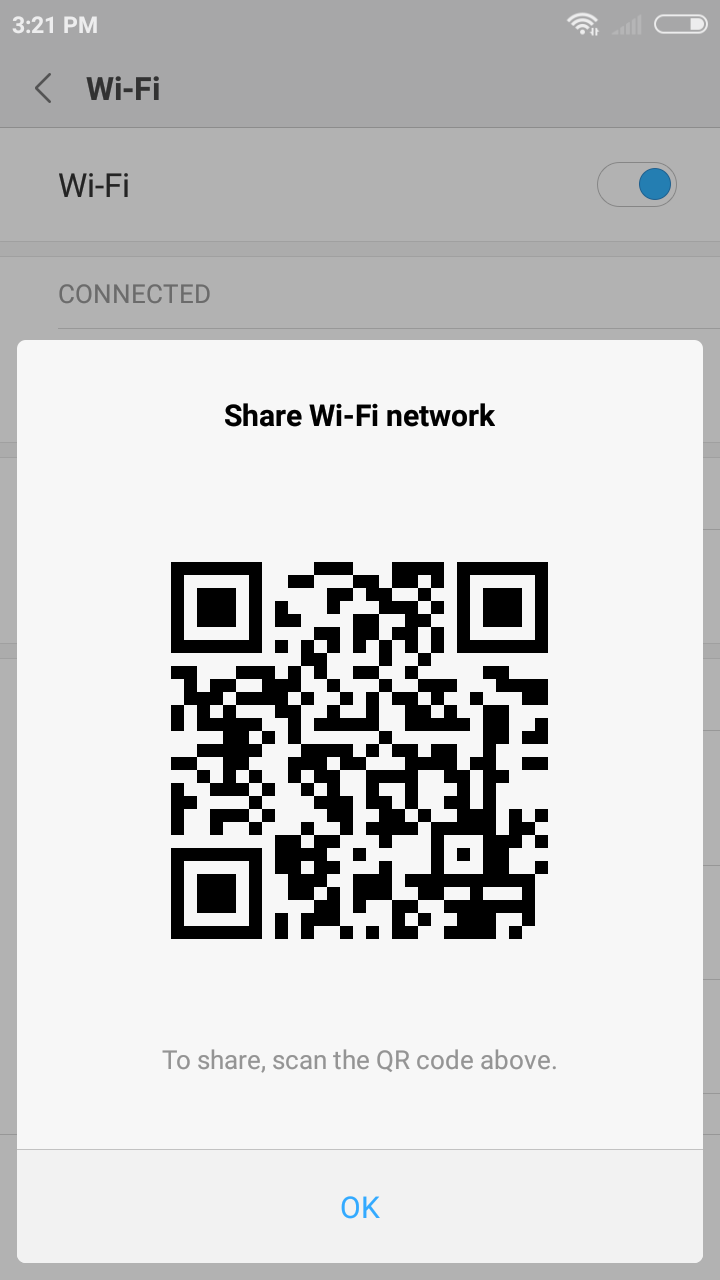 3:21 PM
Wi-Fi
Wi-Fi
CONNECTED
Share Wi-Fi network
To share, scan the QR code above.
OK